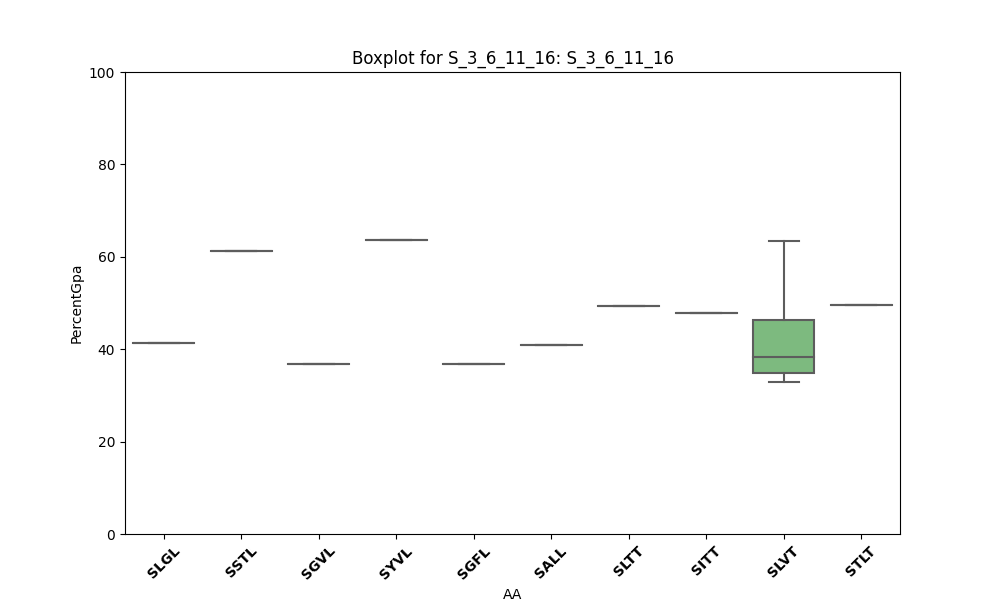 Boxplot for S_3_6_11_16: S_3_6_11_16
100
80
60
40
20
0
PercentGpa
SLGL
SSTL
SGVL
SYVL
SGFL
SALL
SLTT
SITT
SLVT
STLT
AA